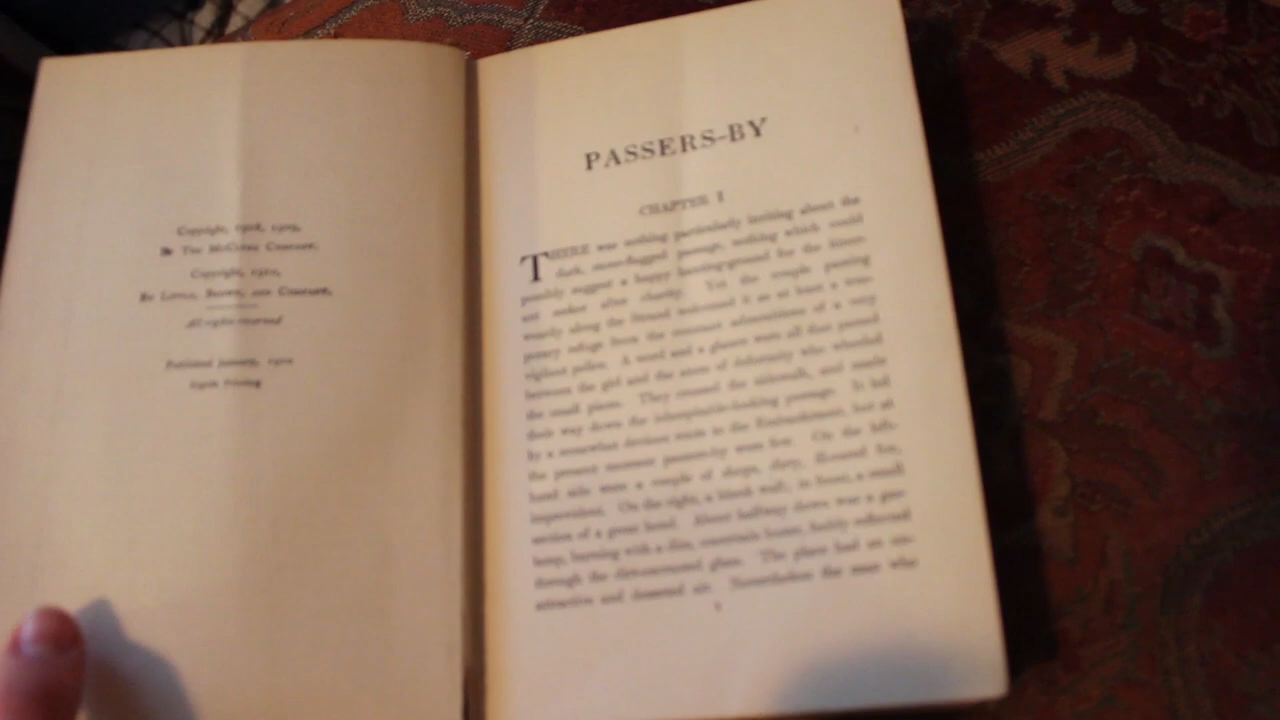 Copyright, 1908, 1909,
By The McClure Company.
Copyright, 1910,
By Little, Brown, and Company.
All rights reserved
Published January, 1910
Printing
PASSERS-BY
CHAPTER I
THERE was nothing particularly inviting about the
dark, stone-flagged passage, nothing which could
possibly suggest a happy hunting-ground for the itiner-
ant seeker after charity. Yet the couple passing
wearily along the Strand welcomed it as at least a tem-
porary refuge from the constant admonitions of a very
vigilant police. A word and a glance were all that passed
between the girl and the atom of deformity who wheeled
the small piano. They crossed the sidewalk, and made
their way down the inhospitable-looking passage. It led
by a somewhat devious route to the Embankment, but at
the present moment passers-by were few. On the left-
hand side were a couple of shops, dirty,
impenitent. On the right, a blank wall; in front, a small
section of a great hotel. About halfway down was a gas-
lamp, burning with a thin, uncertain flame, feebly reflected
through the dirt-encrusted glass. The place had an un-
attractive and deserted air. Nevertheless the man who
1